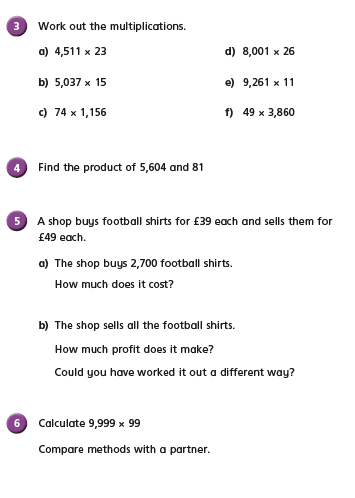 3 Work out the multiplications.
a) 4,511 × 23
d) 8,001 × 26
b) 5,037 × 15
e) 9,261 × 11
c) 74 × 1,156
f) 49 × 3,860
4 Find the product of 5,604 and 81
5 A shop buys football shirts for £39 each and sells them for
£49 each.
a) The shop buys 2,700 football shirts.
How much does it cost?
b) The shop sells all the football shirts.
How much profit does it make?
Could you have worked it out a different way?
6 Calculate 9,999 × 99
Compare methods with a partner.